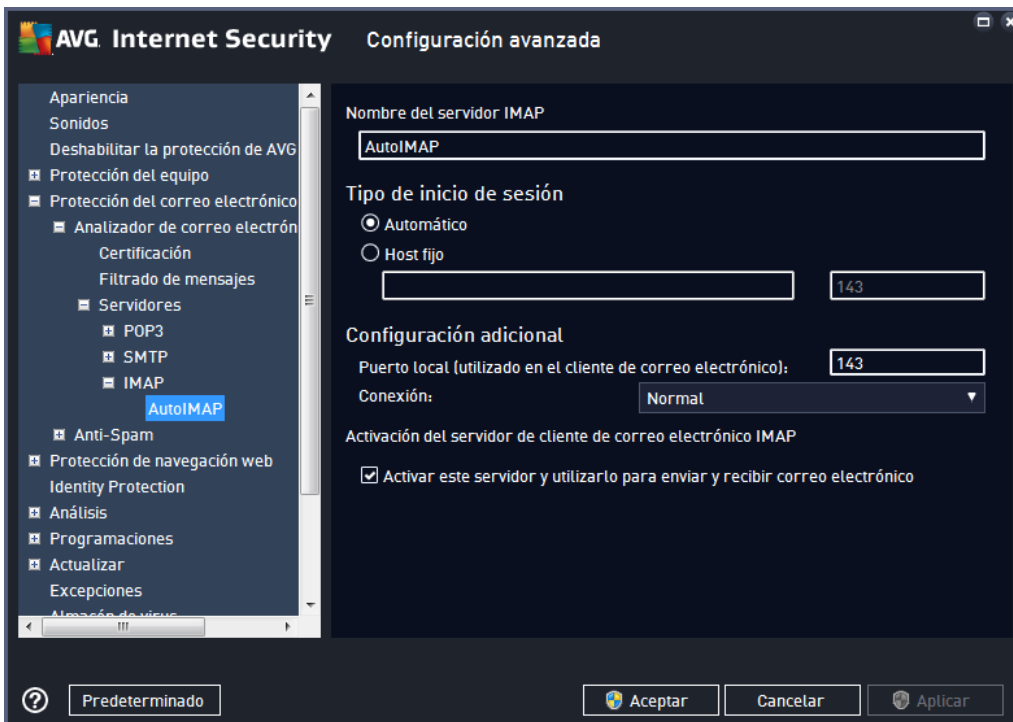 AVG. Internet Security Configuración avanzada
Apariencia
Sonidos
Deshabilitar la protección de AVG
Protección del equipo
Protección del correo electrónico
Analizador de correo electrón
Certificación
Filtrado de mensajes
Servidores
POP3
SMTP
IMAP
AutoIMAP
Anti-Spam
Protección de navegación web
Identity Protection
Análisis
Programaciones
Actualizar
Excepciones
Almacén de virus
Nombre del servidor IMAP
AutoIMAP
Tipo de inicio de sesión
Automático
Host fijo
143
Configuración adicional
Puerto local (utilizado en el cliente de correo electrónico): 143
Conexión: Normal
Activación del servidor de cliente de correo electrónico IMAP
Activar este servidor y utilizarlo para enviar y recibir correo electrónico
? Predeterminado Aceptar Cancelar Aplicar